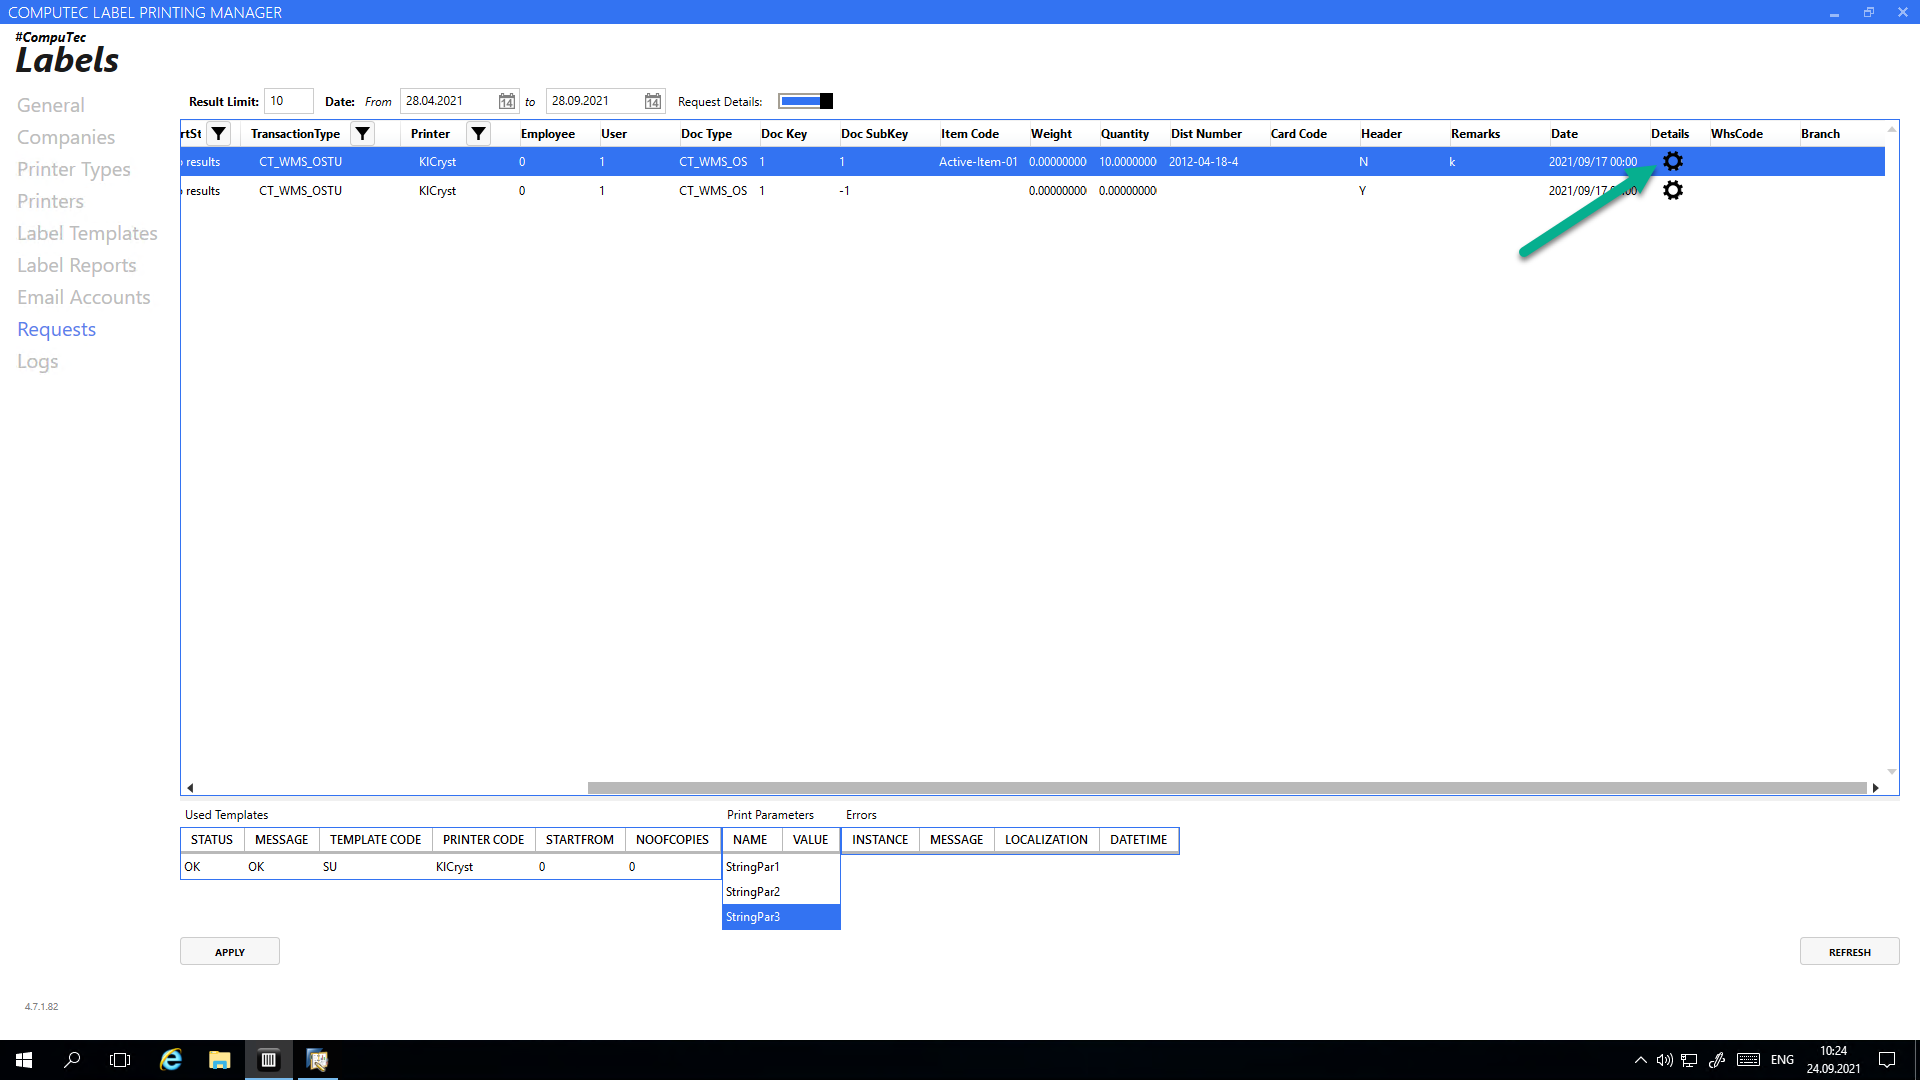 COMPUTEC LABEL PRINTING MANAGER
#CompuTec
Labels
General
Companies
Printer Types
Printers
Label Templates
Label Reports
Email Accounts
Requests
Logs
Result Limit: 10 Date: From 28.04.2021 14 to 28.09.2021 14 Request Details:
rtSt TransactionType Printer Employee User Doc Type Doc Key Doc SubKey Item Code Weight Quantity Dist Number Card Code Header Remarks Date Details WhsCode Branch
results CT_WMS_OSTU KICryst 0 1 CT_WMS_OS 1 1 Active-Item-01 0.00000000 10.0000000 2012-04-18-4 N k 2021/09/17 00:00
results CT_WMS_OSTU KICryst 0 1 CT_WMS_OS 1 -1 0.00000000 0.00000000 Y 2021/09/17
Used Templates Print Parameters Errors
STATUS MESSAGE TEMPLATE CODE PRINTER CODE STARTFROM NOOFCOPIES NAME VALUE INSTANCE MESSAGE LOCALIZATION DATETIME
OK OK SU KICryst 0 0 StringPar1
StringPar2
StringPar3
APPLY REFRESH
4.7.1.82
ENG 10:24
24.09.2021